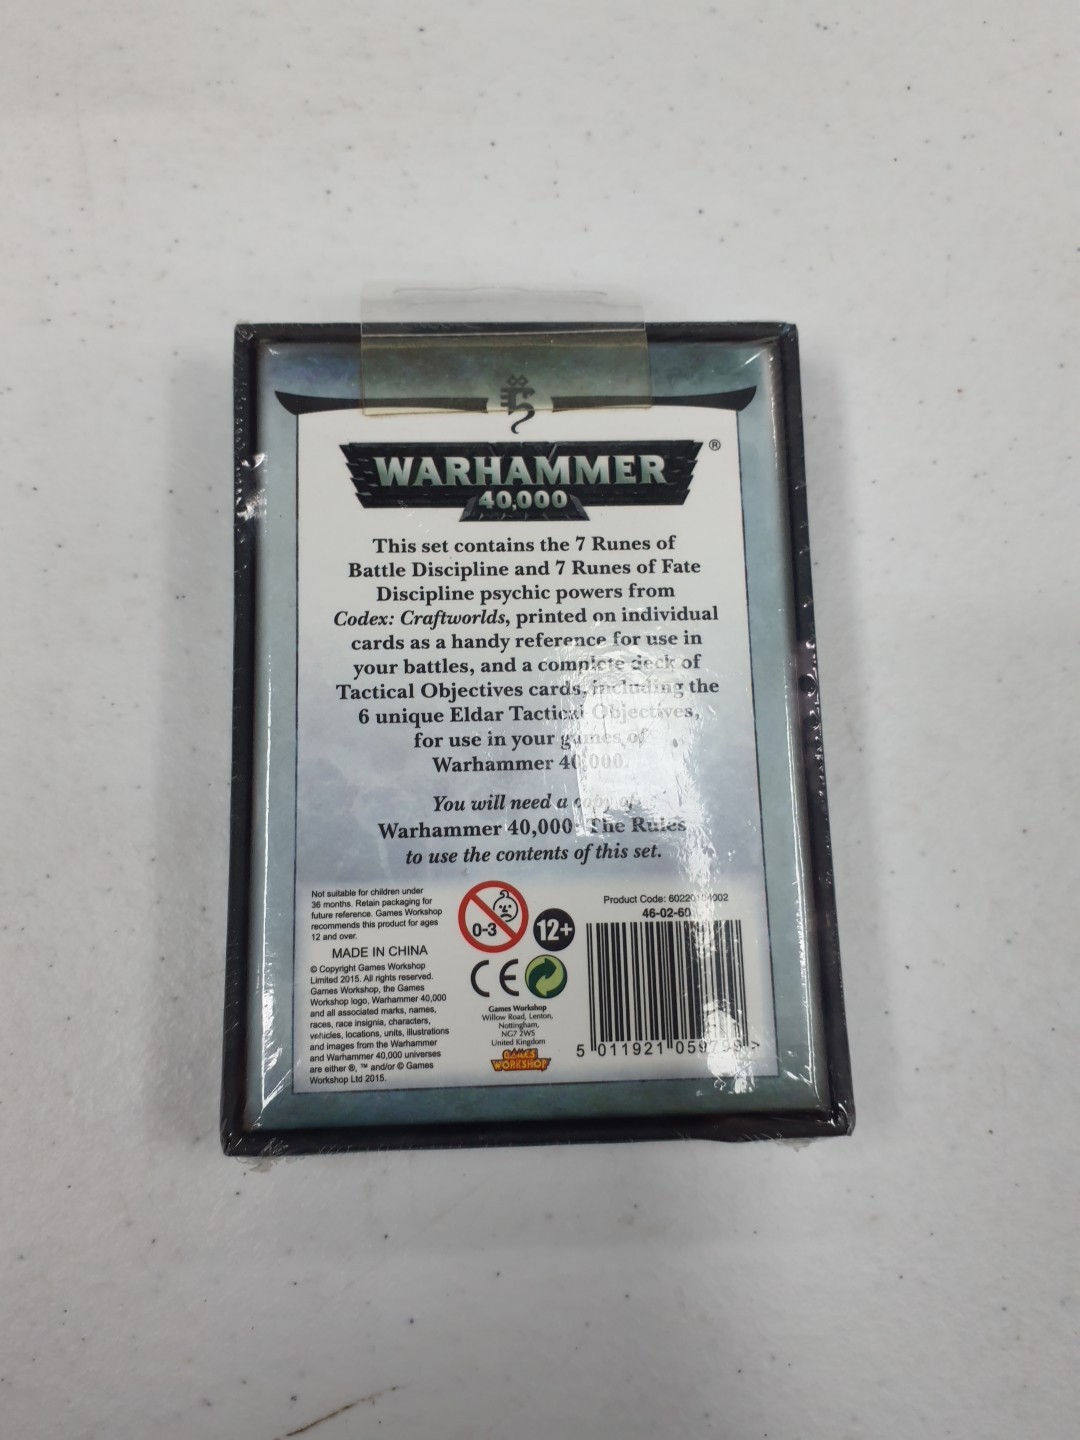 WARHAMMER ®
40,000
This set contains the 7 Runes of
Battle Discipline and 7 Runes of Fate
Discipline psychic powers from
Codex: Craftworlds, printed on individual
cards as a handy reference for use in
your battles, and a complete deck of
Tactical Objectives cards, including the
6 unique Eldar Tactical Objectives,
for use in your games of
Warhammer 40,000.
You will need a copy of
Warhammer 40,000: The Rules
to use the contents of this set.
Not suitable for children under
36 months. Retain packaging for
future reference. Games Workshop
recommends this product for ages
12 and over.
MADE IN CHINA
© Copyright Games Workshop
Limited 2015. All rights reserved.
Games Workshop, the Games
Workshop logo, Warhammer 40,000
and all associated marks, names,
races, race insignia, characters,
vehicles, locations, units, illustrations
and images from the Warhammer
and Warhammer 40,000 universes
are either ®, ™ and/or © Games
Workshop Ltd 2015.
0-3
12+
CE
Games Workshop
Willow Road, Lenton,
Nottingham,
NG7 2WS
United Kingdom
GAMES
WORKSHOP
Product Code:
46-02-60
5 011921